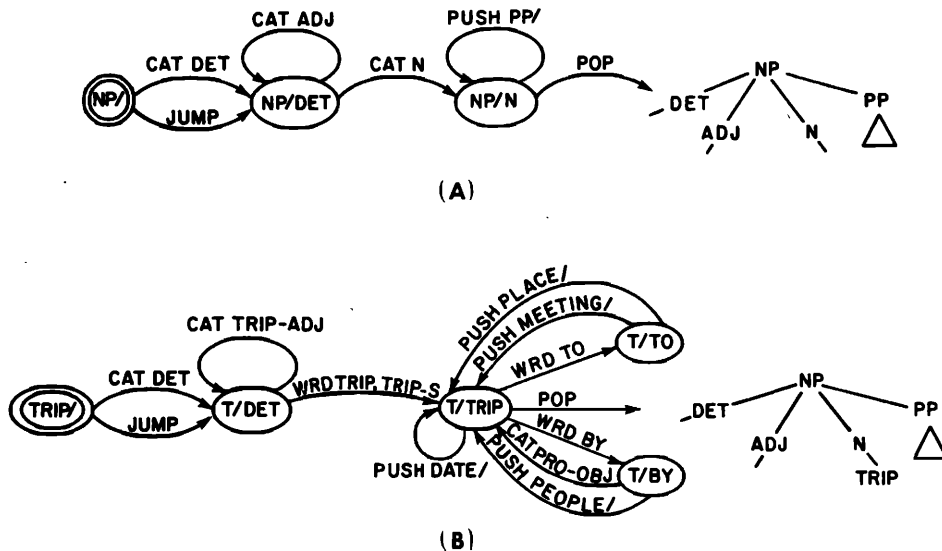 CAT ADJ
PUSH PP/
CAT DET
CAT N
POP
NP/
NP/DET
NP/N
JUMP
NP
DET
ADJ
N
PP
(A)
PUSH PLACE/
PUSH MEETING/
CAT TRIP-ADJ
WRD TO
T/TO
CAT DET
WRD TRIP, TRIP-S
TRIP/
T/DET
T/TRIP
POP
JUMP
WRD BY
CAT PRO-OBJ
PUSH DATE/
PUSH PEOPLE/
T/BY
NP
DET
ADJ
N
PP
TRIP
(B)